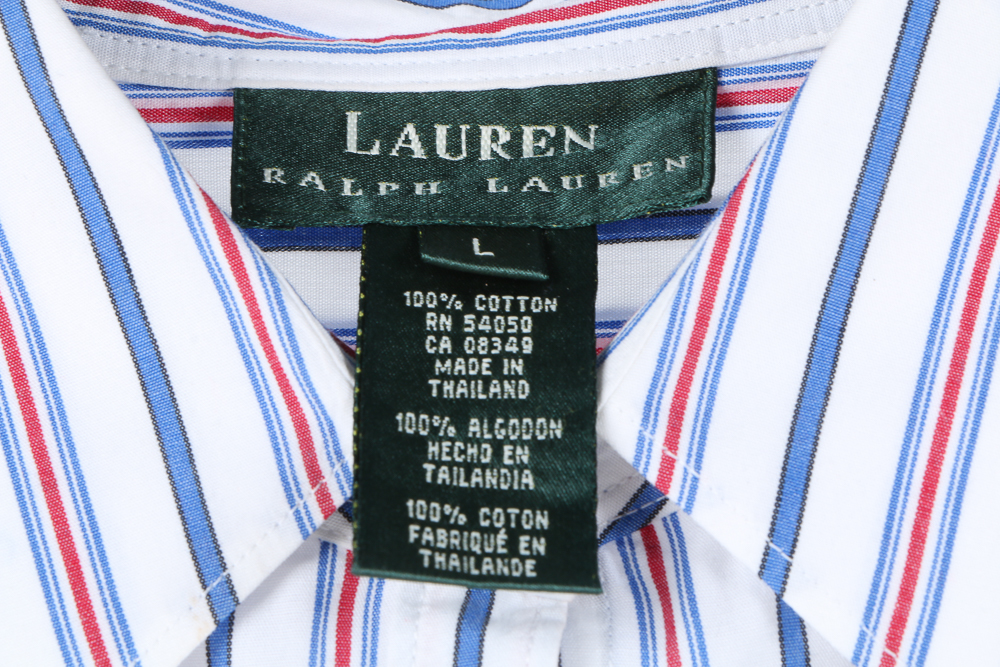 LAUREN
RALPH LAUREN
L
100% COTTON
RN 54050
CA 08349
MADE IN
THAILAND
100% ALGODON
HECHO EN
TAILANDIA
100% COTON
FABRIQUÉ EN
THAILANDE